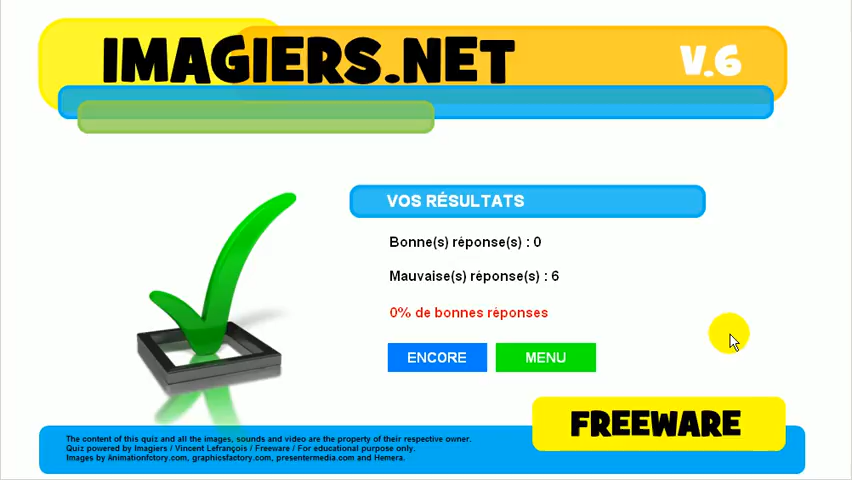 IMAGIERS.NET
V.6
VOS RÉSULTATS
Bonne(s) réponse(s) : 0
Mauvaise(s) réponse(s) : 6
0% de bonnes réponses
ENCORE
MENU
FREEWARE
The content of this quiz and all the images, sounds and video are the property of their respective owner.
Quiz powered by Imagiers / Vincent Lefrançois / Freeware / For educational purpose only.
Images by Animationfctory.com, graphicsfactory.com, presentermedia.com and Hemera.